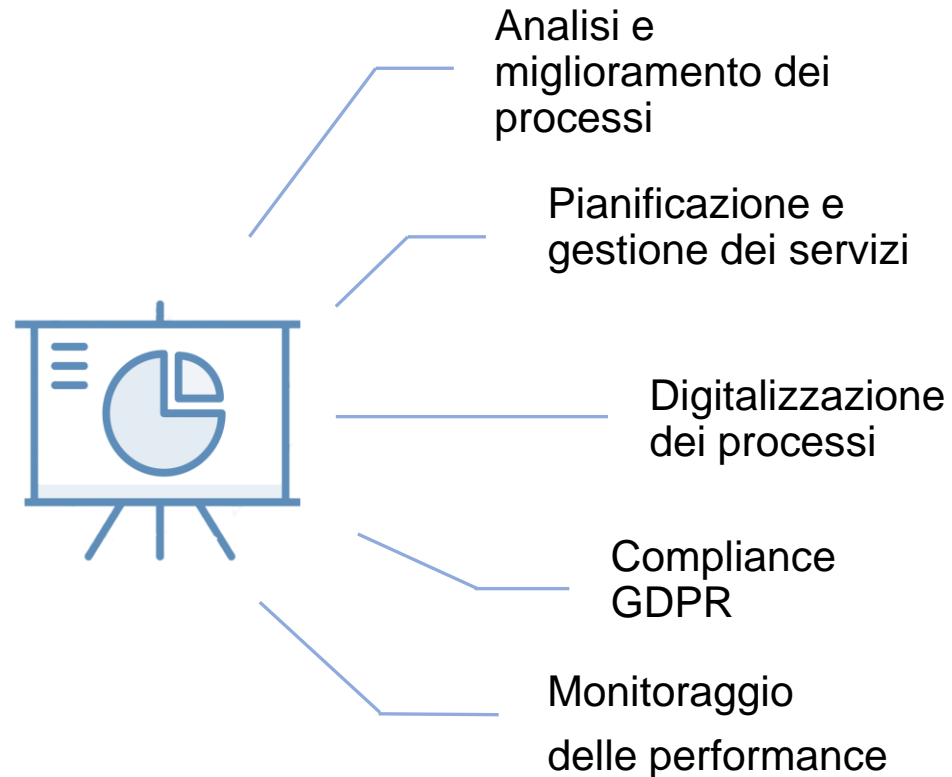 Analisi e
miglioramento dei
processi
Pianificazione e
gestione dei servizi
Digitalizzazione
dei processi
Compliance
GDPR
Monitoraggio
delle performance